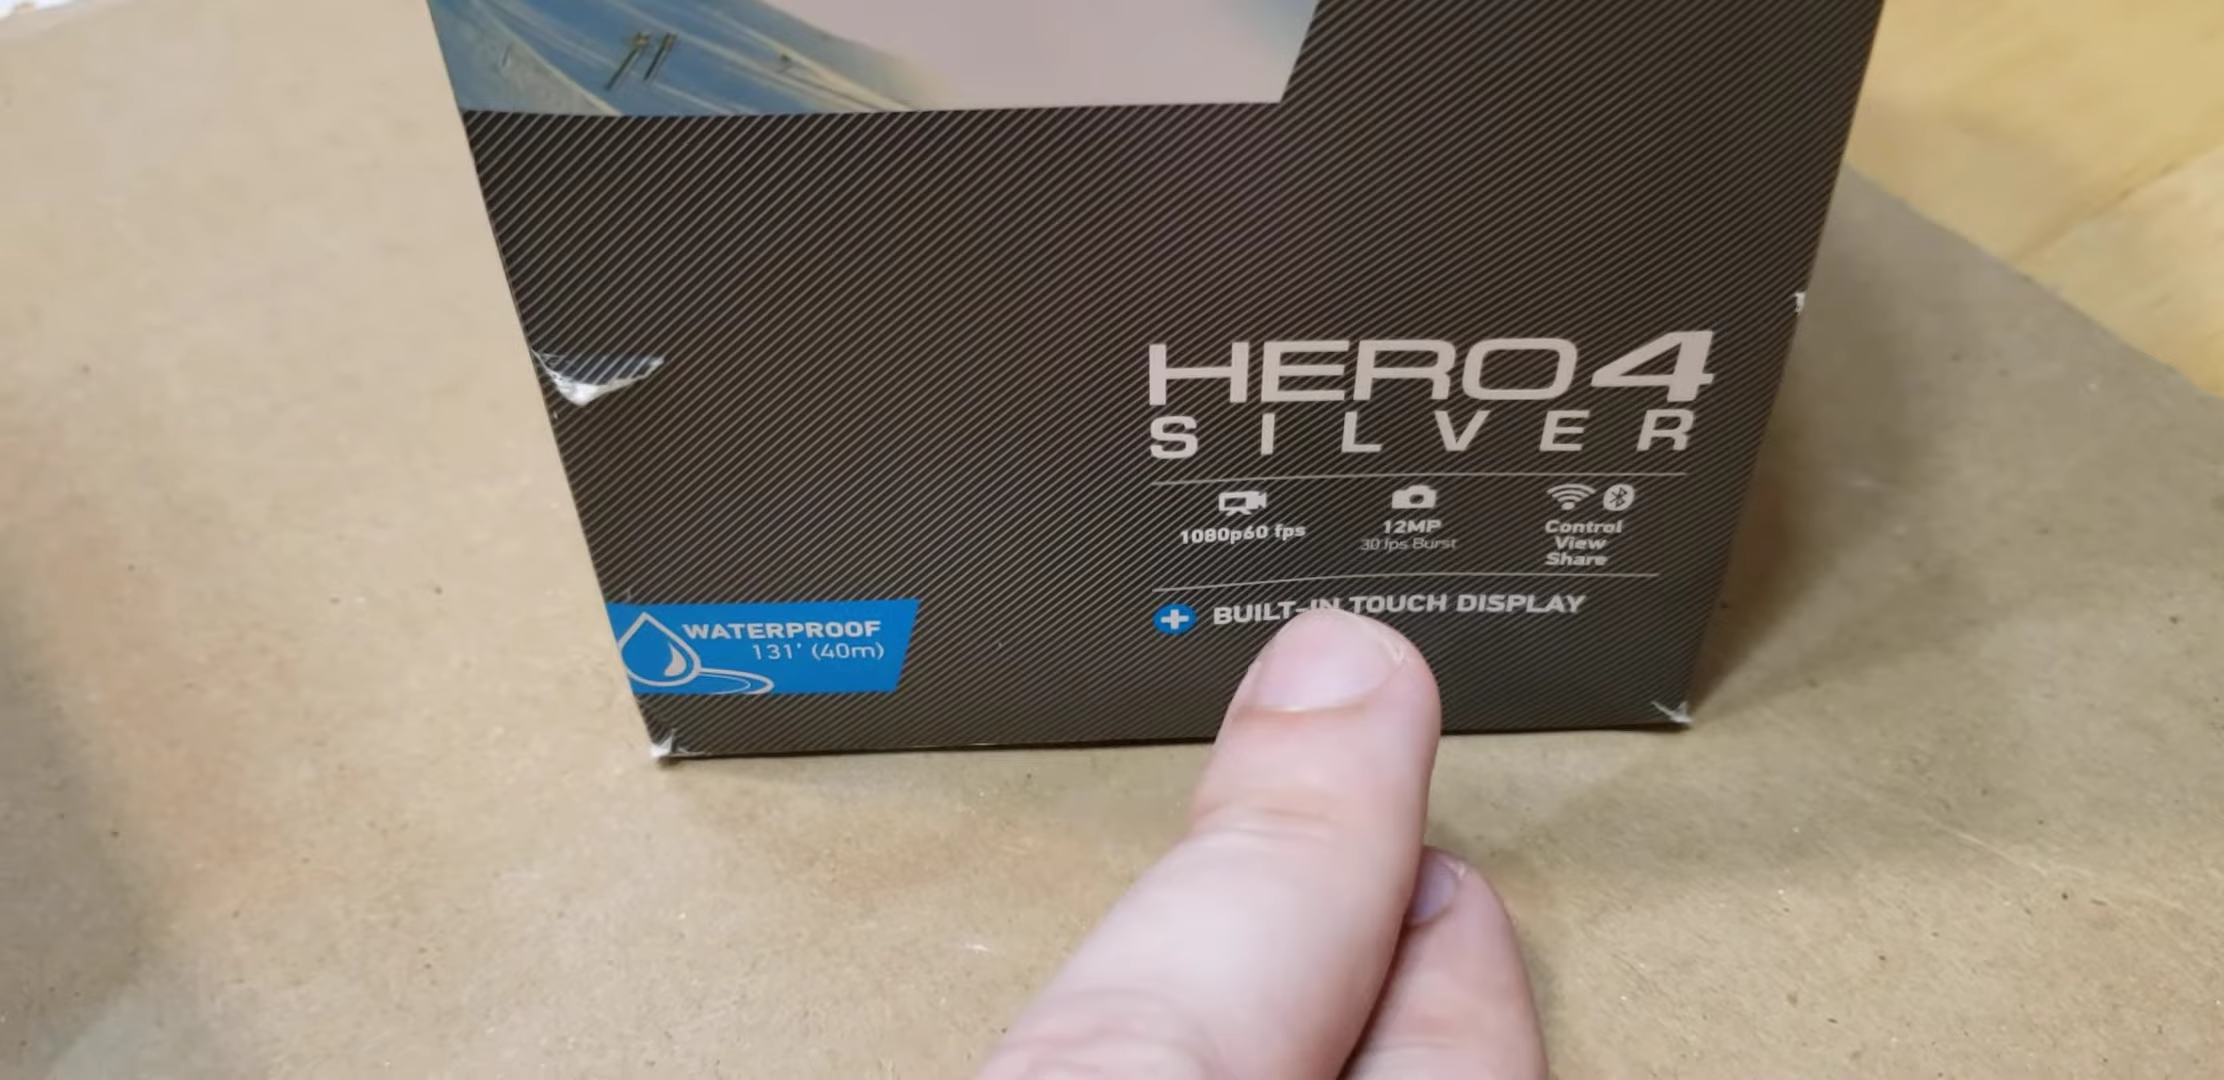 HERO4
SILVER
1080p60 fps
12MP
30 fps Burst
Control
View
Share
BUILT-IN TOUCH DISPLAY
WATERPROOF
131' (40m)